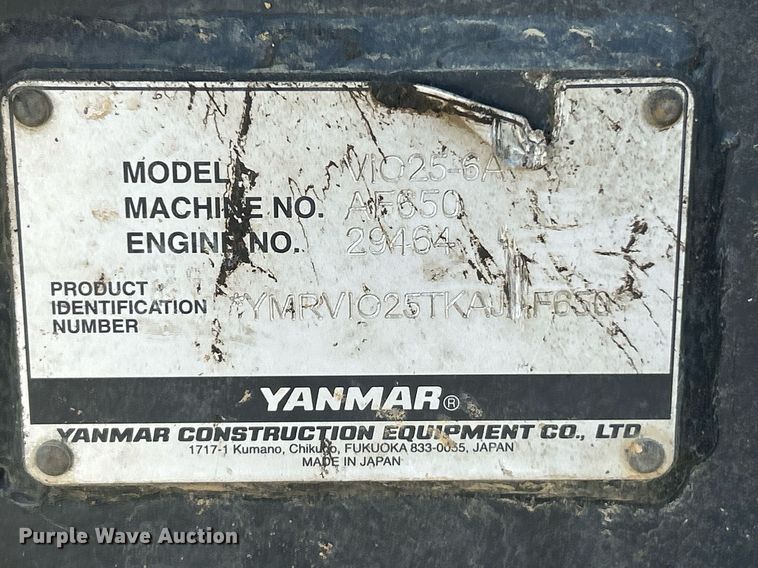 MODEL VIO25-6A
MACHINE NO. AF650
ENGINE NO. 29464
PRODUCT
IDENTIFICATION
NUMBER
YANMAR®
YANMAR CONSTRUCTION EQUIPMENT CO., LTD
1717-1 Kumano, Chikugo, FUKUOKA 833-0055, JAPAN
MADE IN JAPAN
Purple Wave Auction